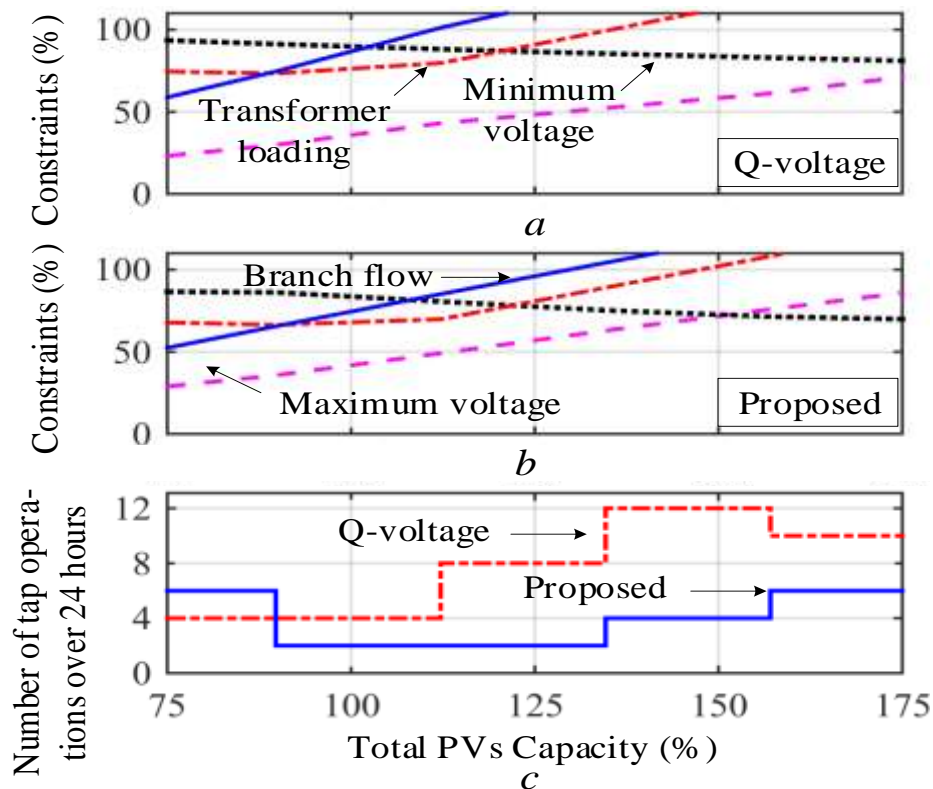 Constraints (%)
100
50
0
Transformer
loading
Minimum
voltage
Q-voltage
a
Constraints (%)
100
50
0
Branch flow
Maximum voltage
Proposed
b
Number of tap opera-
tions over 24 hours
12
8
4
0
Q-voltage
Proposed
75
100
125
150
175
Total PVs Capacity (%)
c